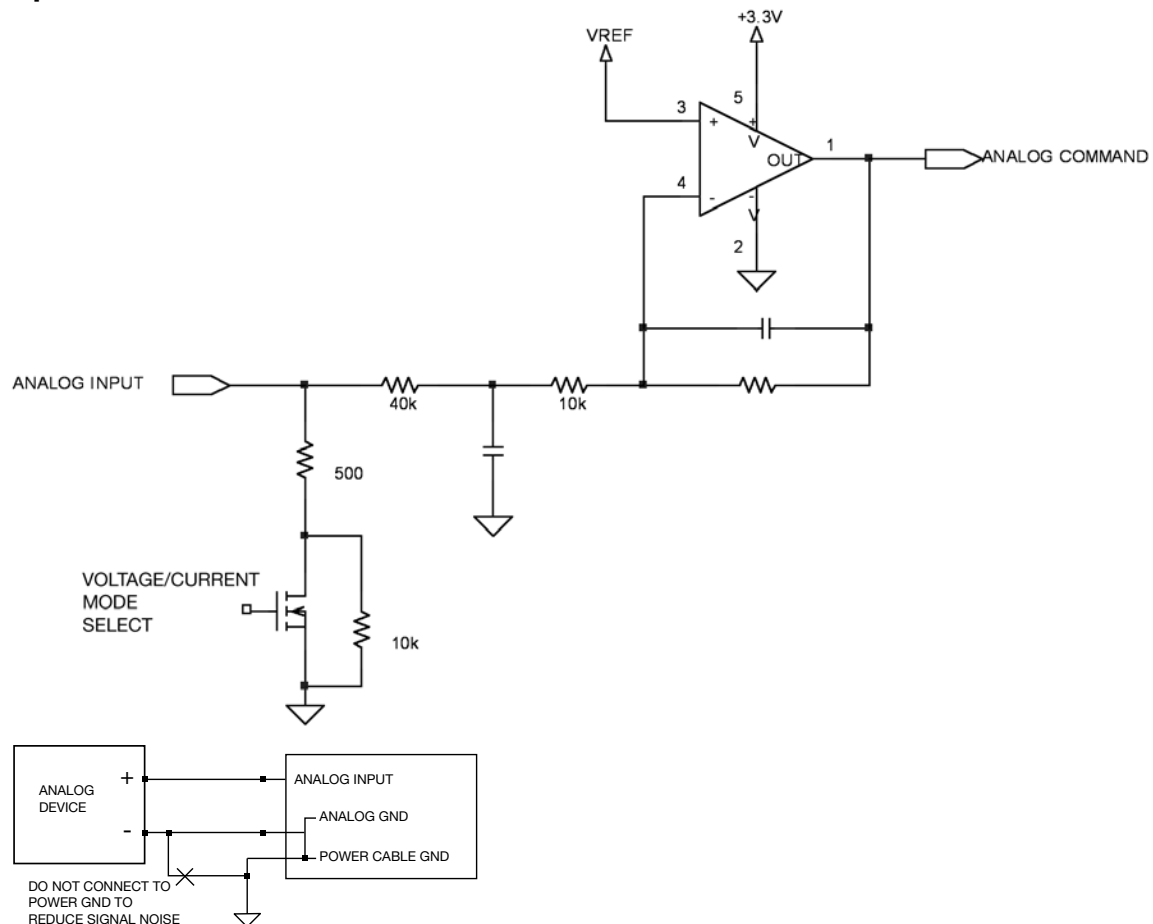 +3.3V
VREF
5
3
+
+
V
OUT
1
ANALOG COMMAND
4
-
-
V
2
ANALOG INPUT
40k
10k
500
VOLTAGE/CURRENT
MODE
SELECT
10k
ANALOG
DEVICE
+
-
ANALOG INPUT
ANALOG GND
POWER CABLE GND
DO NOT CONNECT TO
POWER GND TO
REDUCE SIGNAL NOISE